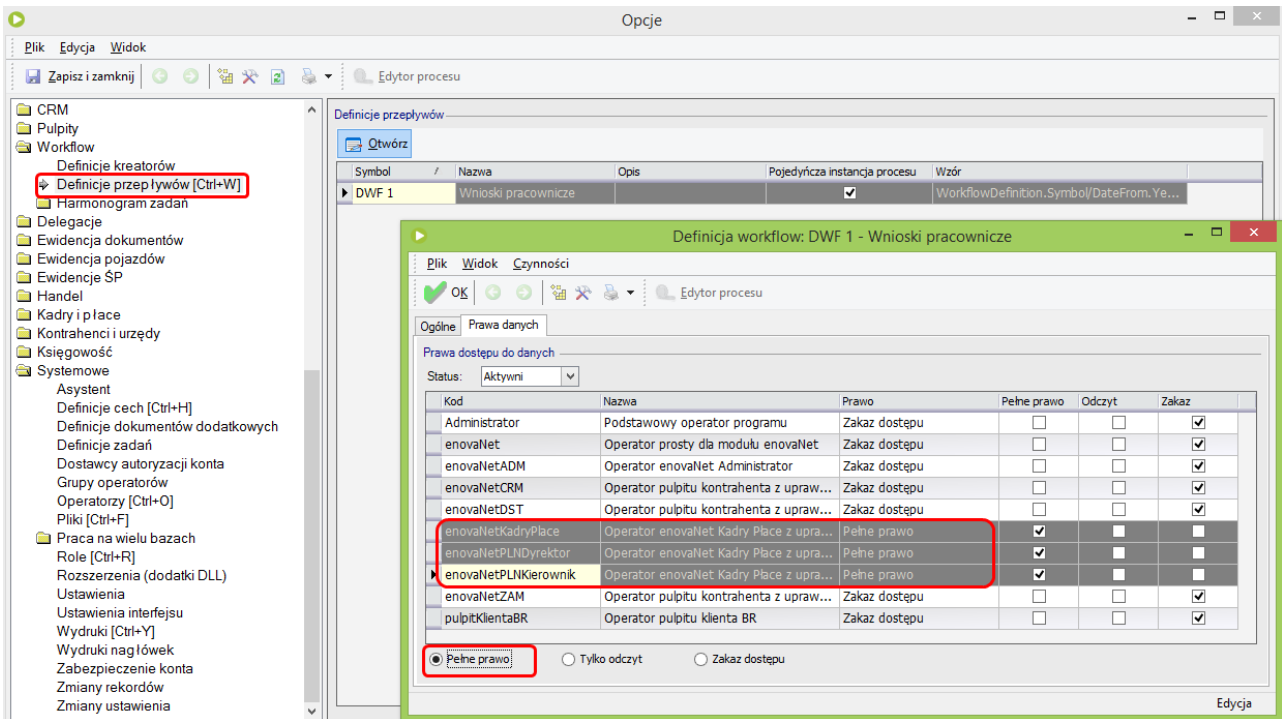 Opcje
Plik Edycja Widok
Zapisz i zamknij Edytor procesu
CRM
Pulpity
Workflow
Definicje kreatorów
Definicje przepływów [Ctrl+W]
Harmonogram zadań
Delegacje
Ewidencja dokumentów
Ewidencja pojazdów
Ewidencje ŚP
Handel
Kadry i płace
Kontrahenci i urzędy
Księgowość
Systemowe
Asystent
Definicje cech [Ctrl+H]
Definicje dokumentów dodatkowych
Definicje zadań
Dostawcy autoryzacji konta
Grupy operatorów
Operatorzy [Ctrl+O]
Pliki [Ctrl+F]
Praca na wielu bazach
Role [Ctrl+R]
Rozszerzenia (dodatki DLL)
Ustawienia
Ustawienia interfejsu
Wydruki [Ctrl+Y]
Wydruki nagłówek
Zabezpieczenie konta
Zmiany rekordów
Zmiany ustawienia
Definicje przepływów
Otwórz
Symbol / Nazwa Opis Pojedyńcza instancja procesu Wzór
DWF 1 Wnioski pracownicze WorkflowDefinition.Symbol/DateFrom.Ye...
Definicja workflow: DWF 1 - Wnioski pracownicze
Plik Widok Czynności
OK Edytor procesu
Ogólne Prawa danych
Prawa dostępu do danych
Status: Aktywni
Kod Nazwa Prawo Pełne prawo Odczyt Zakaz
Administrator Podstawowy operator programu Zakaz dostępu
enovaNet Operator prosty dla modułu enovaNet Zakaz dostępu
enovaNetADM Operator enovaNet Administrator Zakaz dostępu
enovaNetCRM Operator pulpitu kontrahenta z upraw... Zakaz dostępu
enovaNetDST Operator pulpitu kontrahenta z upraw... Zakaz dostępu
enovaNetKadryPlace Operator enovaNet Kadry Płace z upra... Pełne prawo
enovaNetPLNDyrektor Operator enovaNet Kadry Płace z upra... Pełne prawo
enovaNetPLNKierownik Operator enovaNet Kadry Płace z upra... Pełne prawo
enovaNetZAM Operator pulpitu kontrahenta z upraw... Zakaz dostępu
pulpitKlientaBR Operator pulpitu klienta BR Zakaz dostępu
Pełne prawo Tylko odczyt Zakaz dostępu
Edycja